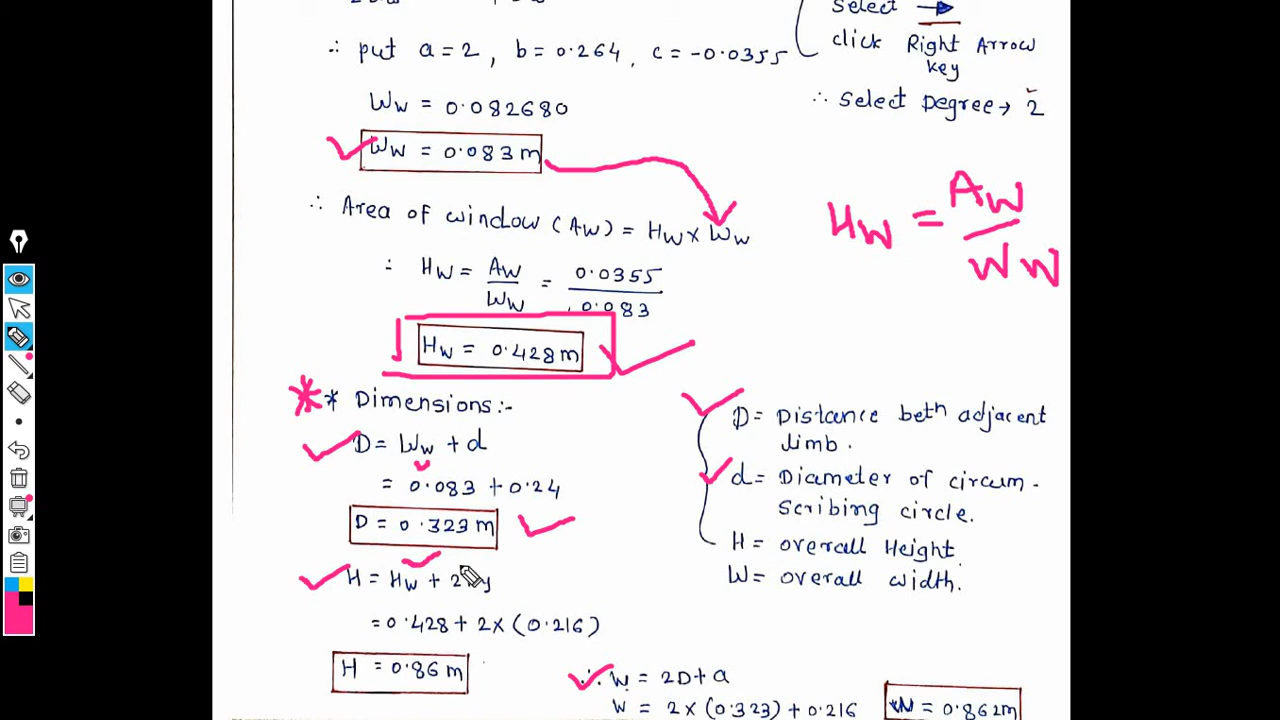 select →
∴ put a = 2 , b = 0.264 , c = -0.0355
click Right Arrow
key
∴ select Degree → 2
Ww = 0.082680
Ww = 0.083 m
∴ Area of window (Aw) = Hw x Ww
Hw = Aw / Ww
∴ Hw = Aw / Ww = 0.0355 / 0.083
Hw = 0.428 m
** Dimensions :-
D = Ww + d
= 0.083 + 0.24
D = 0.323 m
D = Distance betn adjacent
limb .
d = Diameter of circum -
scribing circle.
H = overall Height.
W = overall width.
H = Hw + 2 y
= 0.428 + 2 x (0.216)
H = 0.86 m
∴ W = 2D + a
W = 2 x (0.323) + 0.216
W = 0.862m